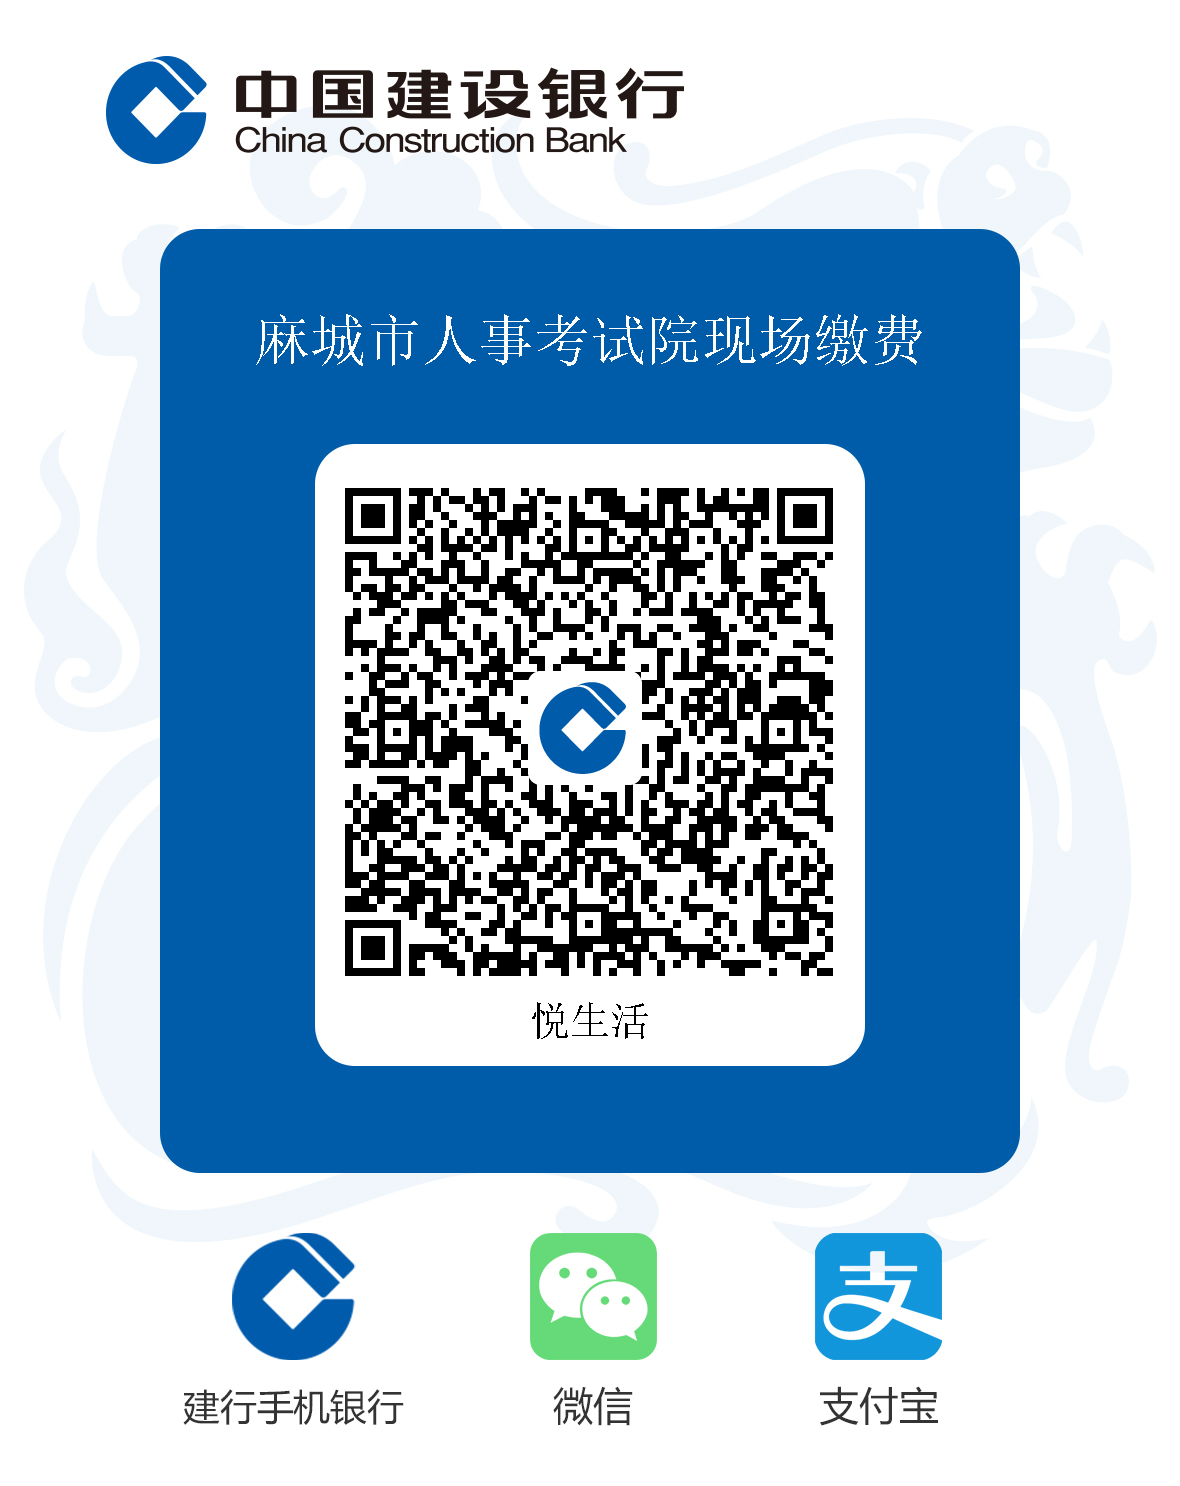 中国建设银行
China Construction Bank
麻城市人事考试院现场缴费
悦生活
建行手机银行
微信
支付宝